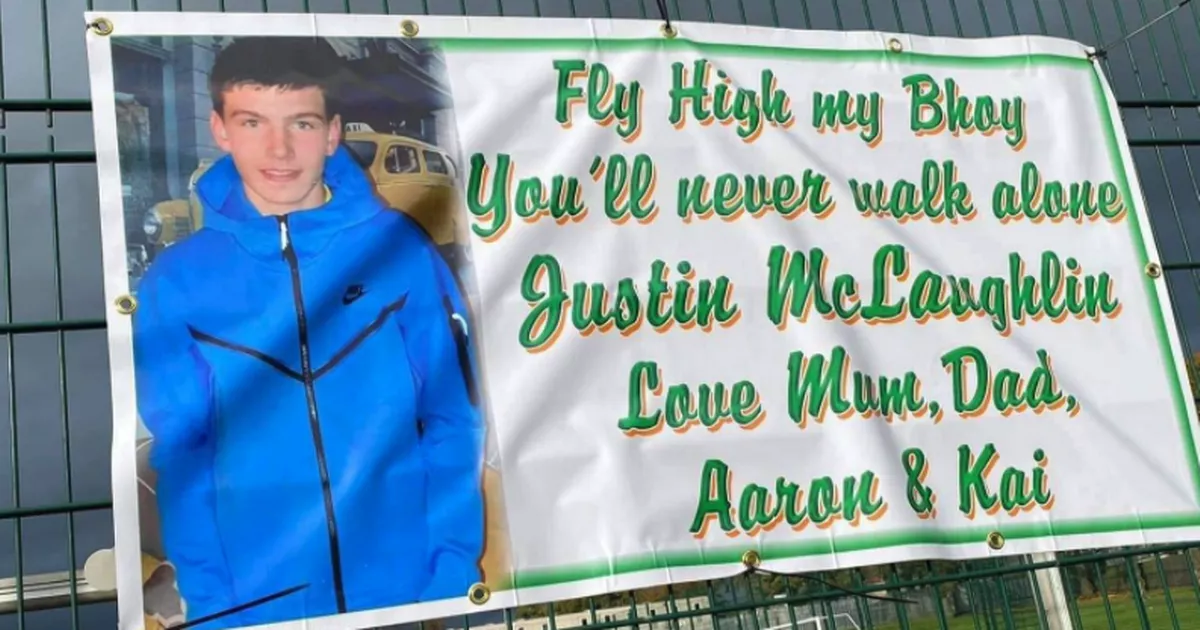 Fly High my Bhoy
You'll never walk alone
Justin McLaughlin
Love Mum, Dad,
Aaron & Kai